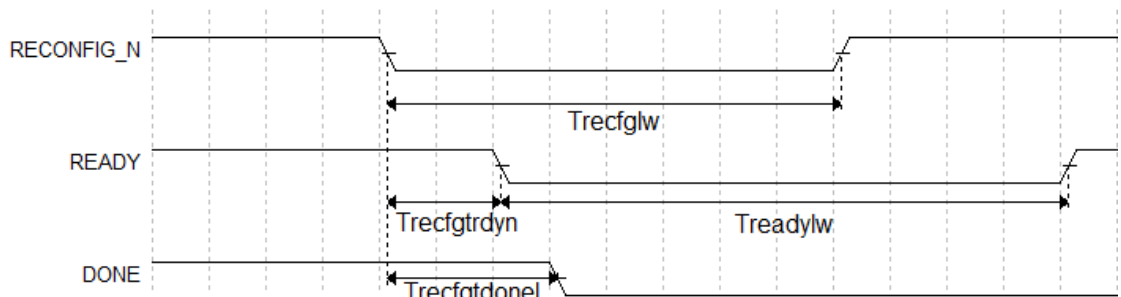 RECONFIG_N
Trecfglw
READY
Trecfgtrdyn
Treadylw
DONE
Trecfgtdonel